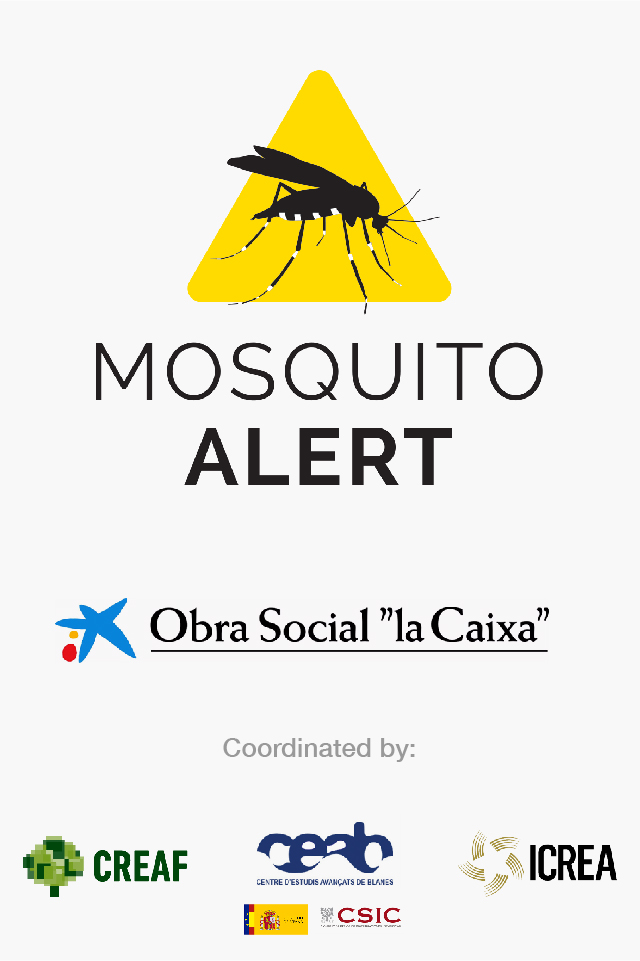 MOSQUITO
ALERT
Obra Social "la Caixa"
Coordinated by:
CREAF
ceab
CENTRE D'ESTUDIS AVANÇATS DE BLANES
ICREA
CSIC